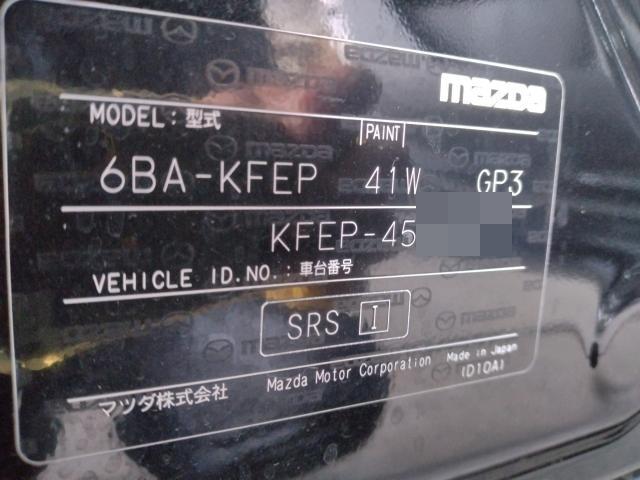 mazda
MODEL:型式
PAINT
6BA-KFEP 41W GP3
KFEP-45
VEHICLE ID.NO.:車台番号
SRS I
マツダ株式会社 Mazda Motor Corporation Made in Japan
(D10A)